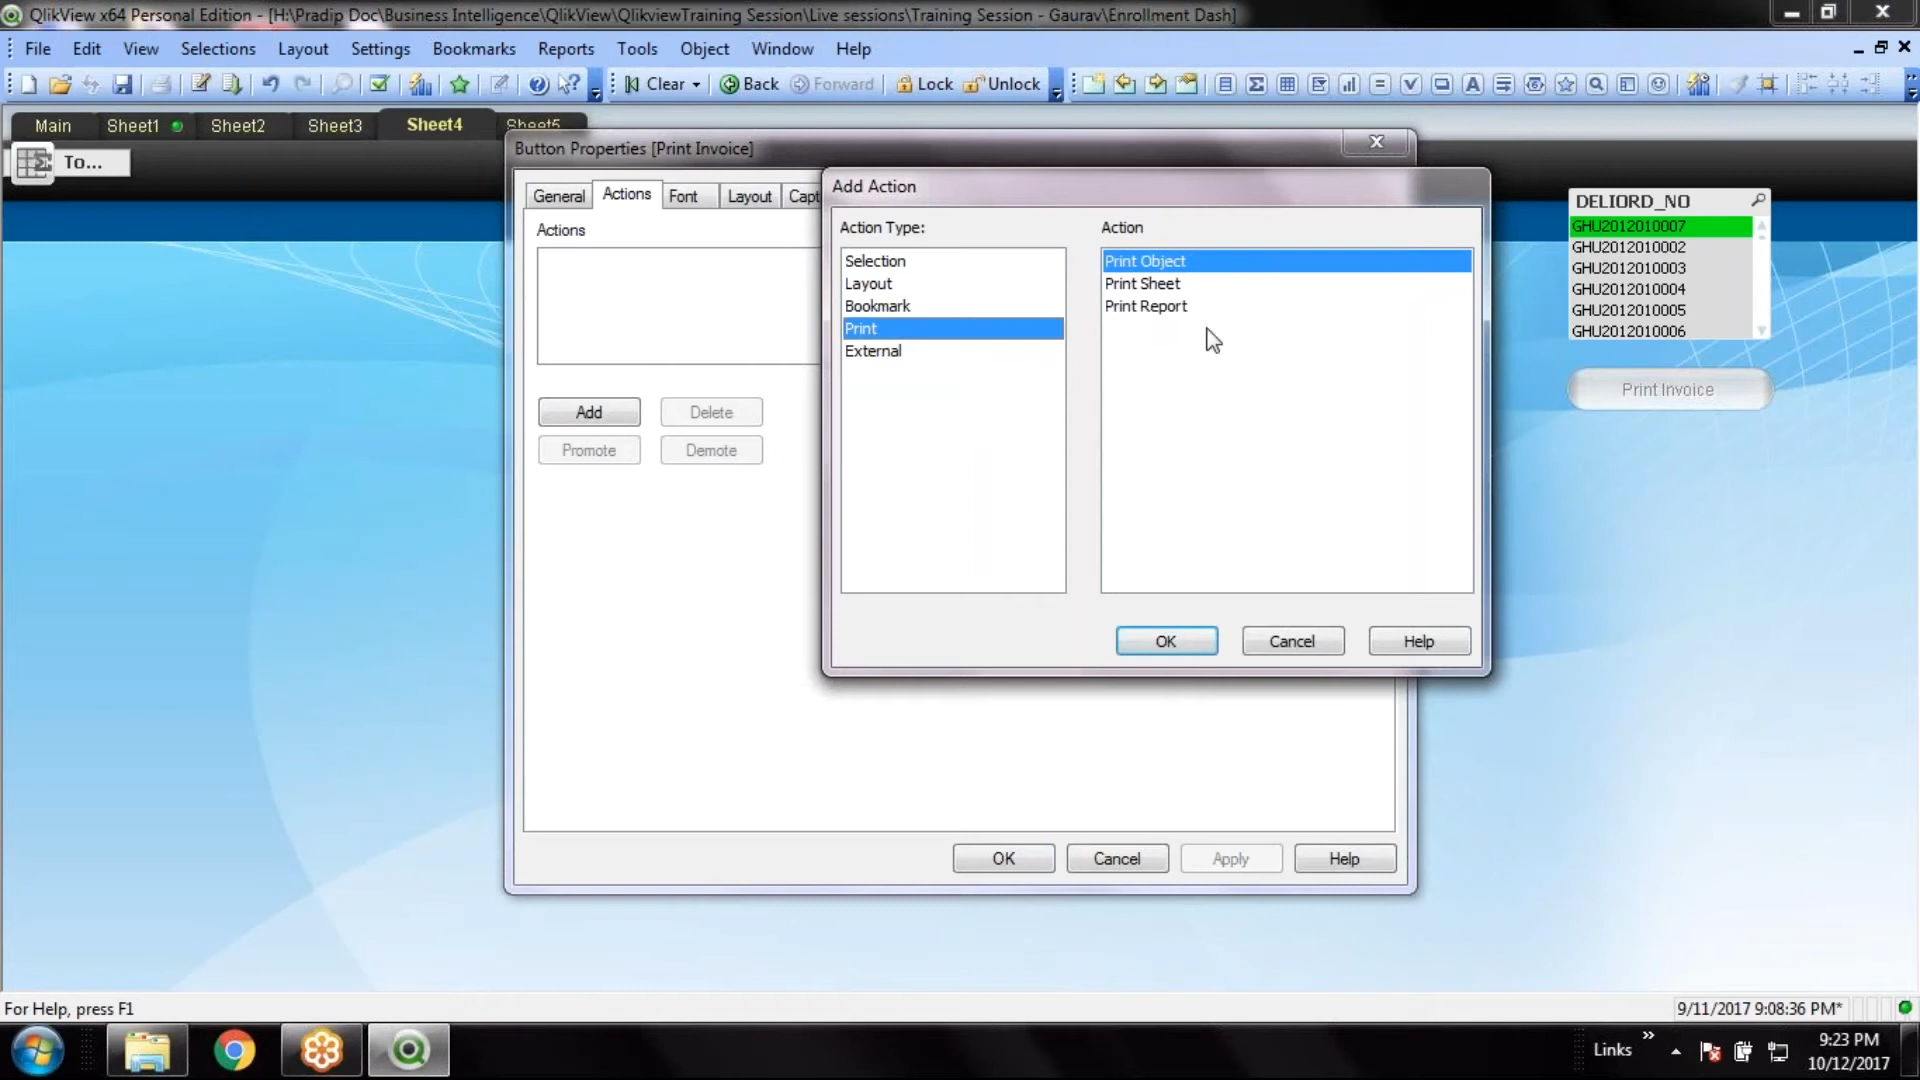 QlikView x64 Personal Edition - [H:\Pradip Doc\Business Intelligence\QlikView\QlikviewTraining Session\Live sessions\Training Session - Gaurav\Enrollment Dash]
File Edit View Selections Layout Settings Bookmarks Reports Tools Object Window Help
Clear Back Forward Lock Unlock
Main Sheet1 Sheet2 Sheet3 Sheet4 Sheet5
To...
Button Properties [Print Invoice]
General Actions Font Layout Capt
Actions
Add Delete
Promote Demote
OK Cancel Apply Help
Add Action
Action Type: Action
Selection
Layout
Bookmark
Print
External
Print Object
Print Sheet
Print Report
OK Cancel Help
DELIORD_NO
GHU2012010007
GHU2012010002
GHU2012010003
GHU2012010004
GHU2012010005
GHU2012010006
Print Invoice
For Help, press F1
9/11/2017 9:08:36 PM*
Links
9:23 PM
10/12/2017